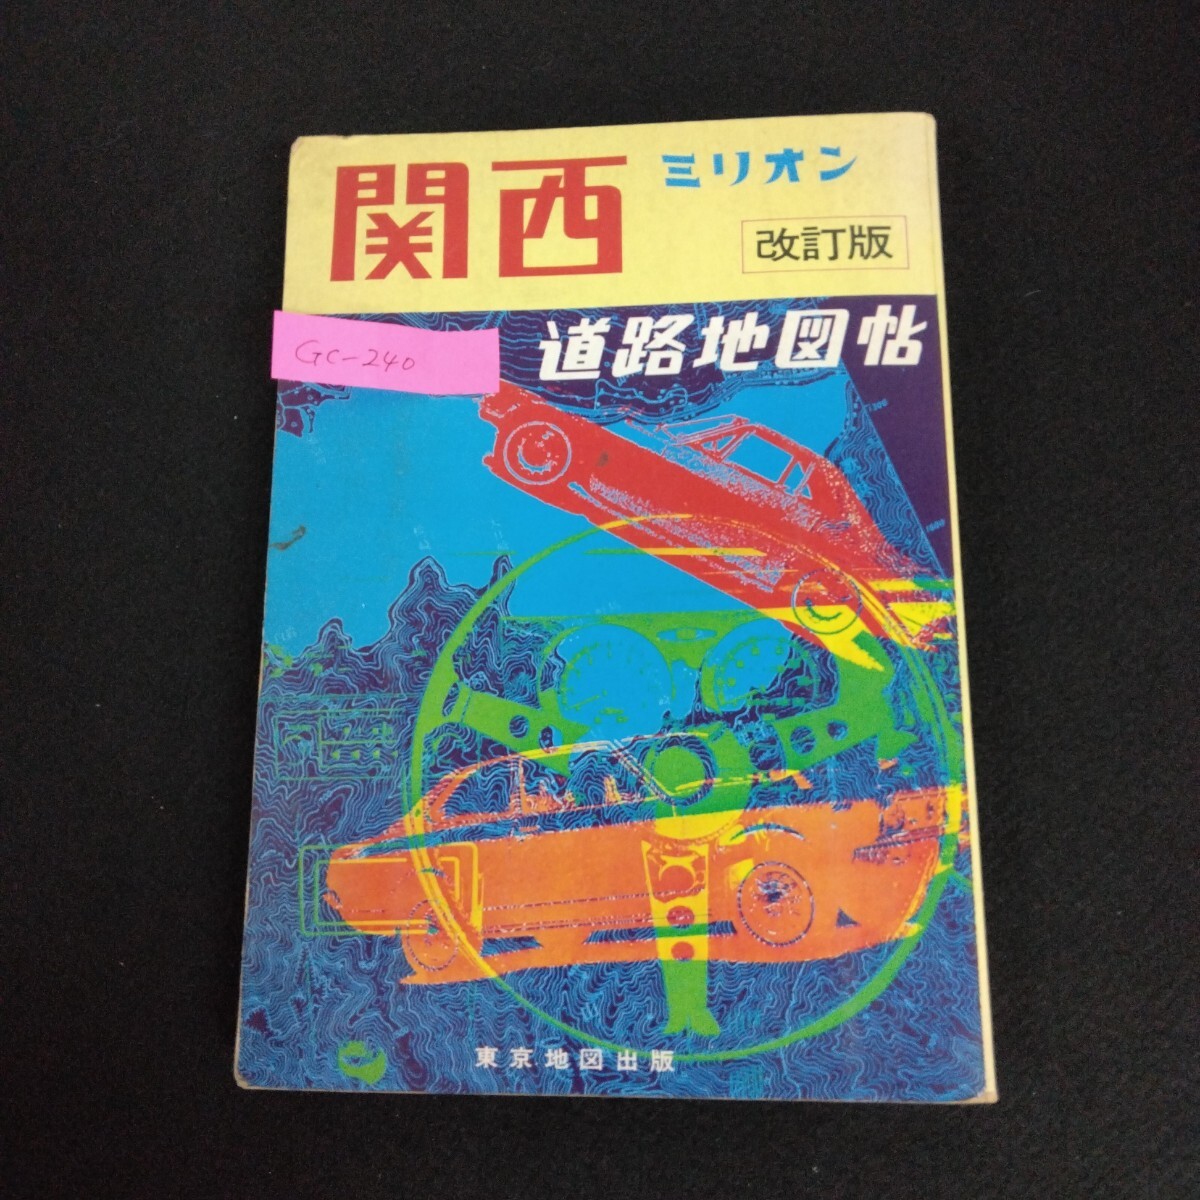 関西 ミリオン
改訂版
道路地図帖
GC-240
東京地図出版